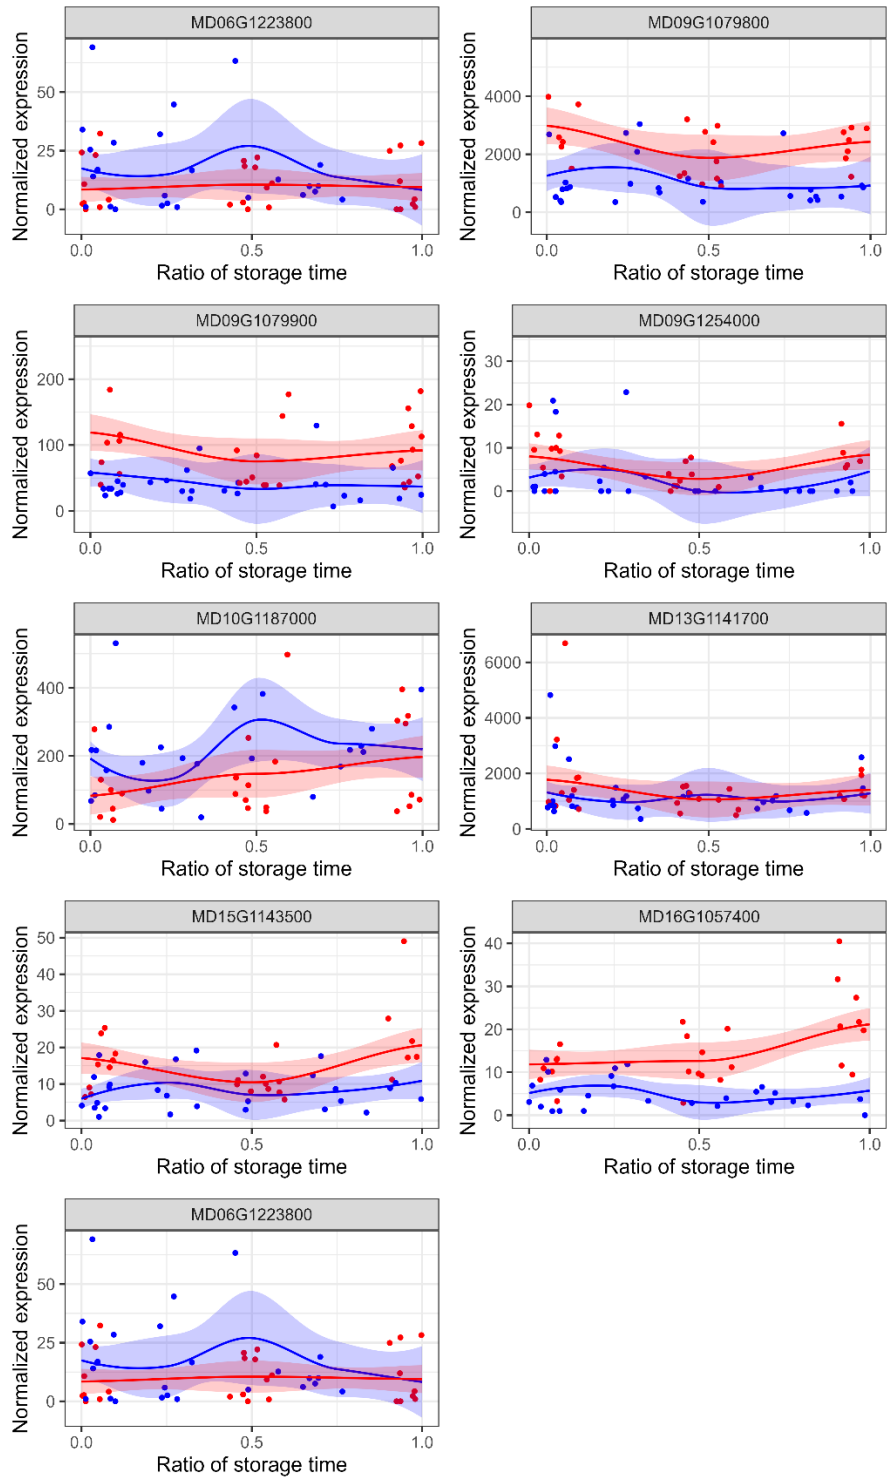 MD06G1223800
Normalized expression
50
25
0
0.0 0.5 1.0
Ratio of storage time
MD09G1079800
Normalized expression
4000
2000
0
0.0 0.5 1.0
Ratio of storage time
MD09G1079900
Normalized expression
200
100
0
0.0 0.5 1.0
Ratio of storage time
MD09G1254000
Normalized expression
30
20
10
0
0.0 0.5 1.0
Ratio of storage time
MD10G1187000
Normalized expression
400
200
0
0.0 0.5 1.0
Ratio of storage time
MD13G1141700
Normalized expression
6000
4000
2000
0
0.0 0.5 1.0
Ratio of storage time
MD15G1143500
Normalized expression
50
40
30
20
10
0
0.0 0.5 1.0
Ratio of storage time
MD16G1057400
Normalized expression
40
30
20
10
0
0.0 0.5 1.0
Ratio of storage time
MD06G1223800
Normalized expression
50
25
0
0.0 0.5 1.0
Ratio of storage time